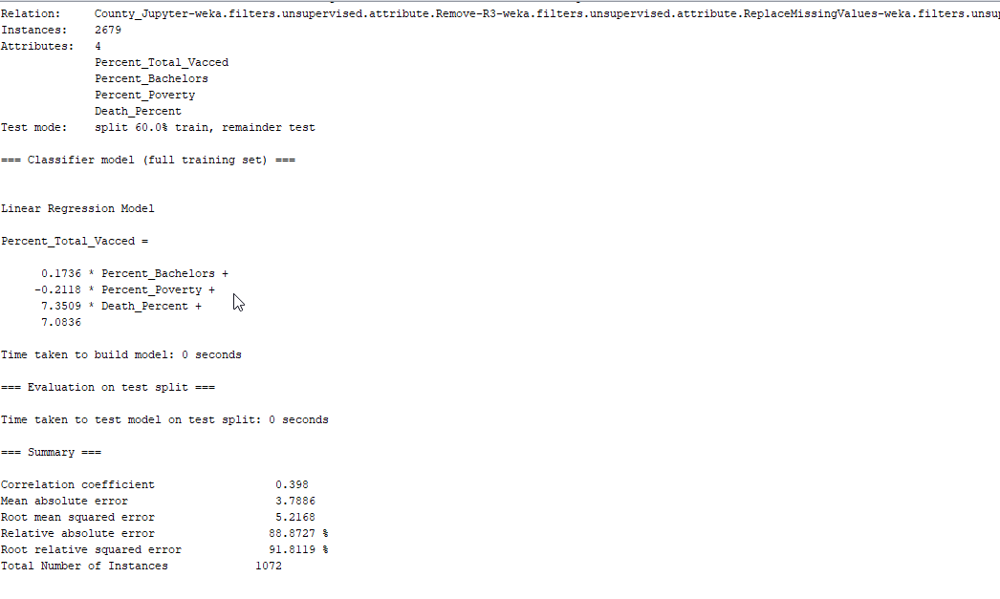 Relation: County_Jupyter-weka.filters.unsupervised.attribute.Remove-R3-weka.filters.unsupervised.attribute.ReplaceMissingValues-weka.filters.unsup
Instances: 2679
Attributes: 4
Percent_Total_Vacced
Percent_Bachelors
Percent_Poverty
Death_Percent
Test mode: split 60.0% train, remainder test
=== Classifier model (full training set) ===
Linear Regression Model
Percent_Total_Vacced =
0.1736 * Percent_Bachelors +
-0.2118 * Percent_Poverty +
7.3509 * Death_Percent +
7.0836
Time taken to build model: 0 seconds
=== Evaluation on test split ===
Time taken to test model on test split: 0 seconds
=== Summary ===
Correlation coefficient 0.398
Mean absolute error 3.7886
Root mean squared error 5.2168
Relative absolute error 88.8727 %
Root relative squared error 91.8119 %
Total Number of Instances 1072